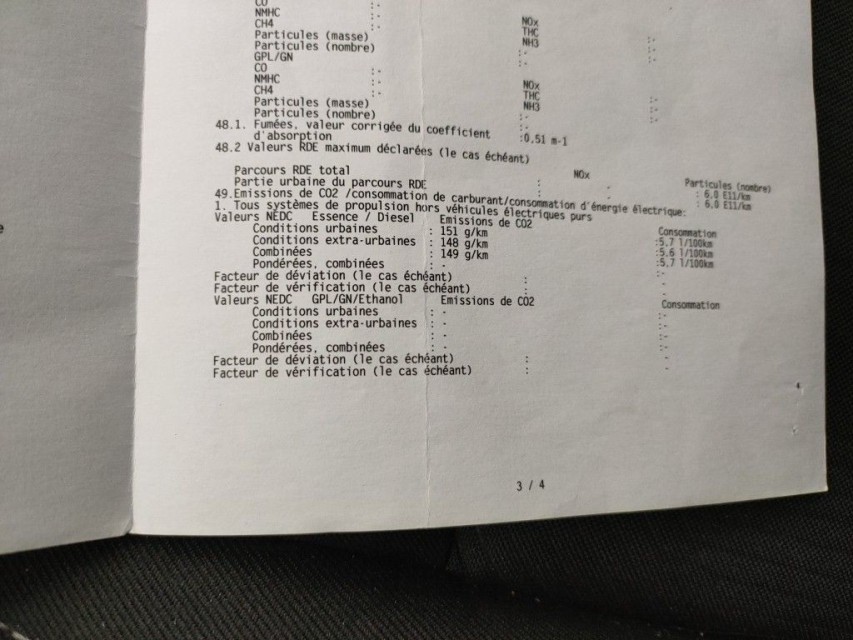 CO :-
NMHC :- NOx
CH4 THC :-
Particules (masse) NH3 :-
Particules (nombre) :- :-
GPL/GN :-
CO :-
NMHC :- NOx
CH4 :- THC :-
Particules (masse) NH3 :-
Particules (nombre) :- :-
48.1. Fumées, valeur corrigée du coefficient :-
d'absorption :0.51 m-1
48.2 Valeurs RDE maximum déclarées (le cas échéant)
NOx Particules (nombre)
Parcours RDE total : - : 6,0 E11/km
Partie urbaine du parcours RDE : - : 6,0 E11/km
49.Emissions de CO2 /consommation de carburant/consommation d'énergie électrique:
1. Tous systèmes de propulsion hors véhicules électriques purs
Valeurs NEDC Essence / Diesel Emissions de CO2 Consommation
Conditions urbaines : 151 g/km :5.7 l/100km
Conditions extra-urbaines : 148 g/km :5.6 l/100km
Combinées : 149 g/km :5.7 l/100km
Pondérées, combinées : - :-
Facteur de déviation (le cas échéant) : -
Facteur de vérification (le cas échéant) : -
Valeurs NEDC GPL/GN/Ethanol Emissions de CO2 Consommation
Conditions urbaines : - :-
Conditions extra-urbaines : - :-
Combinées : - :-
Pondérées, combinées : - :-
Facteur de déviation (le cas échéant) : -
Facteur de vérification (le cas échéant) : -
3 / 4